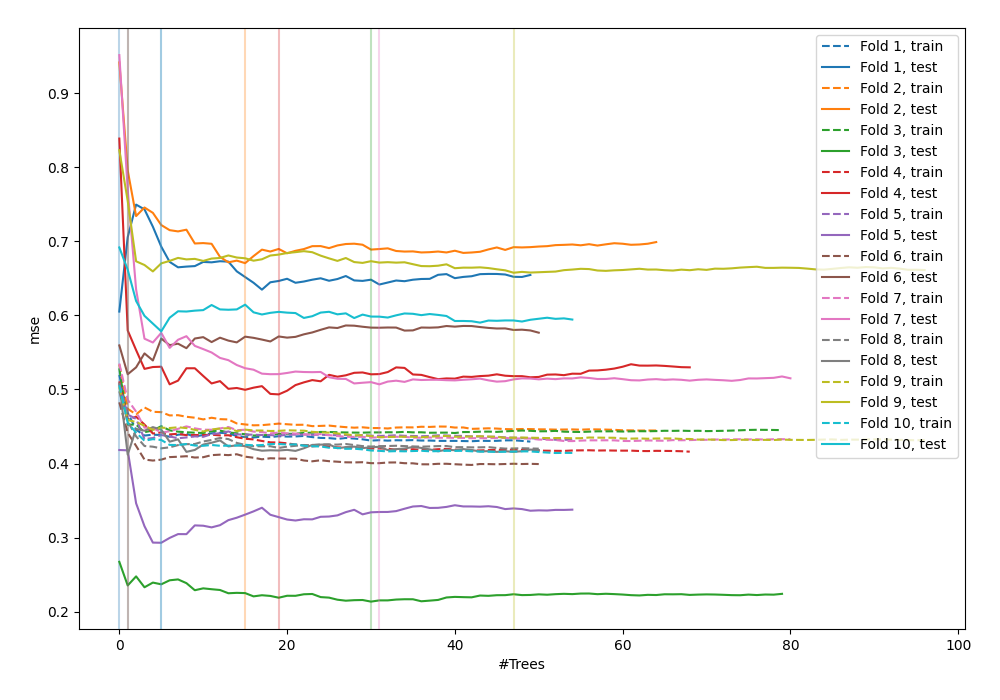 mse
0.9
0.8
0.7
0.6
0.5
0.4
0.3
0.2
0
20
40
60
80
100
#Trees
Fold 1, train
Fold 1, test
Fold 2, train
Fold 2, test
Fold 3, train
Fold 3, test
Fold 4, train
Fold 4, test
Fold 5, train
Fold 5, test
Fold 6, train
Fold 6, test
Fold 7, train
Fold 7, test
Fold 8, train
Fold 8, test
Fold 9, train
Fold 9, test
Fold 10, train
Fold 10, test